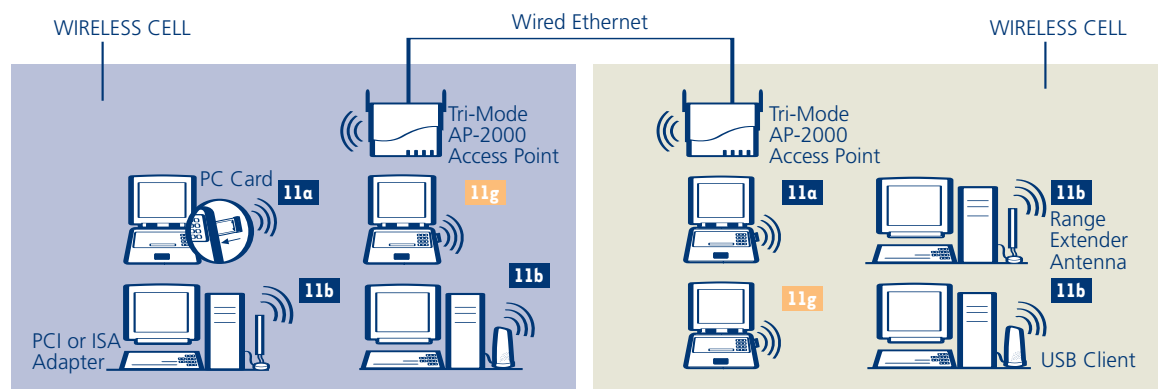 WIRELESS CELL
Wired Ethernet
WIRELESS CELL
Tri-Mode
AP-2000
Access Point
Tri-Mode
AP-2000
Access Point
PC Card
11a
11g
11a
11b
Range
Extender
Antenna
11b
11b
11g
11b
PCI or ISA
Adapter
USB Client